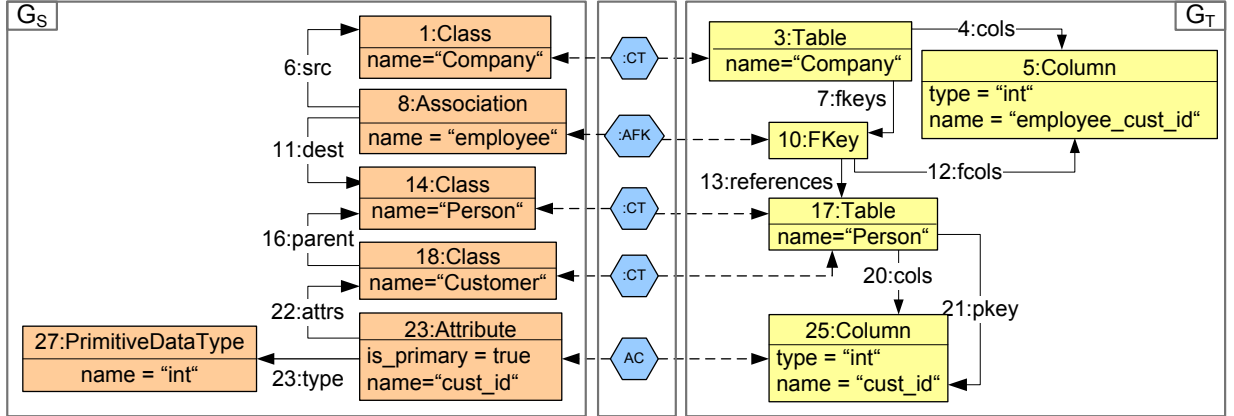 G_S
1:Class
name="Company“
6:src
8:Association
name = "employee“
11:dest
14:Class
name="Person“
16:parent
18:Class
name="Customer“
22:attrs
23:Attribute
is_primary = true
name="cust_id“
27:PrimitiveDataType
name = “int“
23:type
:CT
:AFK
:CT
:CT
AC
G_T
3:Table
name=“Company“
4:cols
5:Column
type = “int“
name = “employee_cust_id“
7:fkeys
10:FKey
12:fcols
13:references
17:Table
name=“Person“
20:cols
21:pkey
25:Column
type = “int“
name = “cust_id“